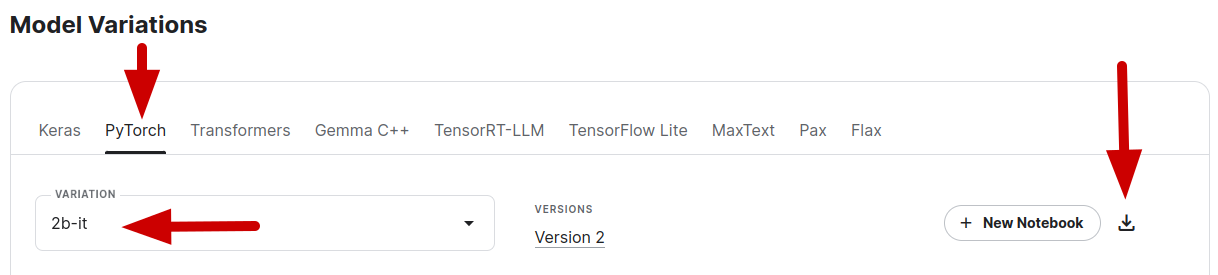 Model Variations
Keras PyTorch Transformers Gemma C++ TensorRT-LLM TensorFlow Lite MaxText Pax Flax
VARIATION
2b-it
VERSIONS
Version 2
+ New Notebook